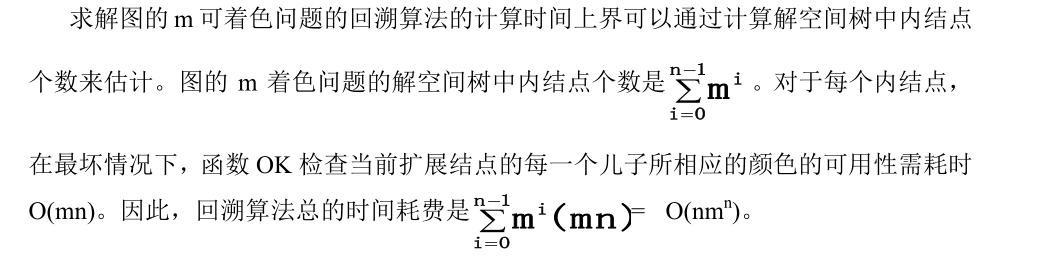 求解图的 m 可着色问题的回溯算法的计算时间上界可以通过计算解空间树中内结点
个数来估计。图的 m 着色问题的解空间树中内结点个数是 $\sum_{i=0}^{n-1} m^i$ 。对于每个内结点，
在最坏情况下，函数 OK 检查当前扩展结点的每一个儿子所相应的颜色的可用性需耗时
O(mn)。因此，回溯算法总的时间耗费是 $\sum_{i=0}^{n-1} m^i(mn)$= O(nm^n)。